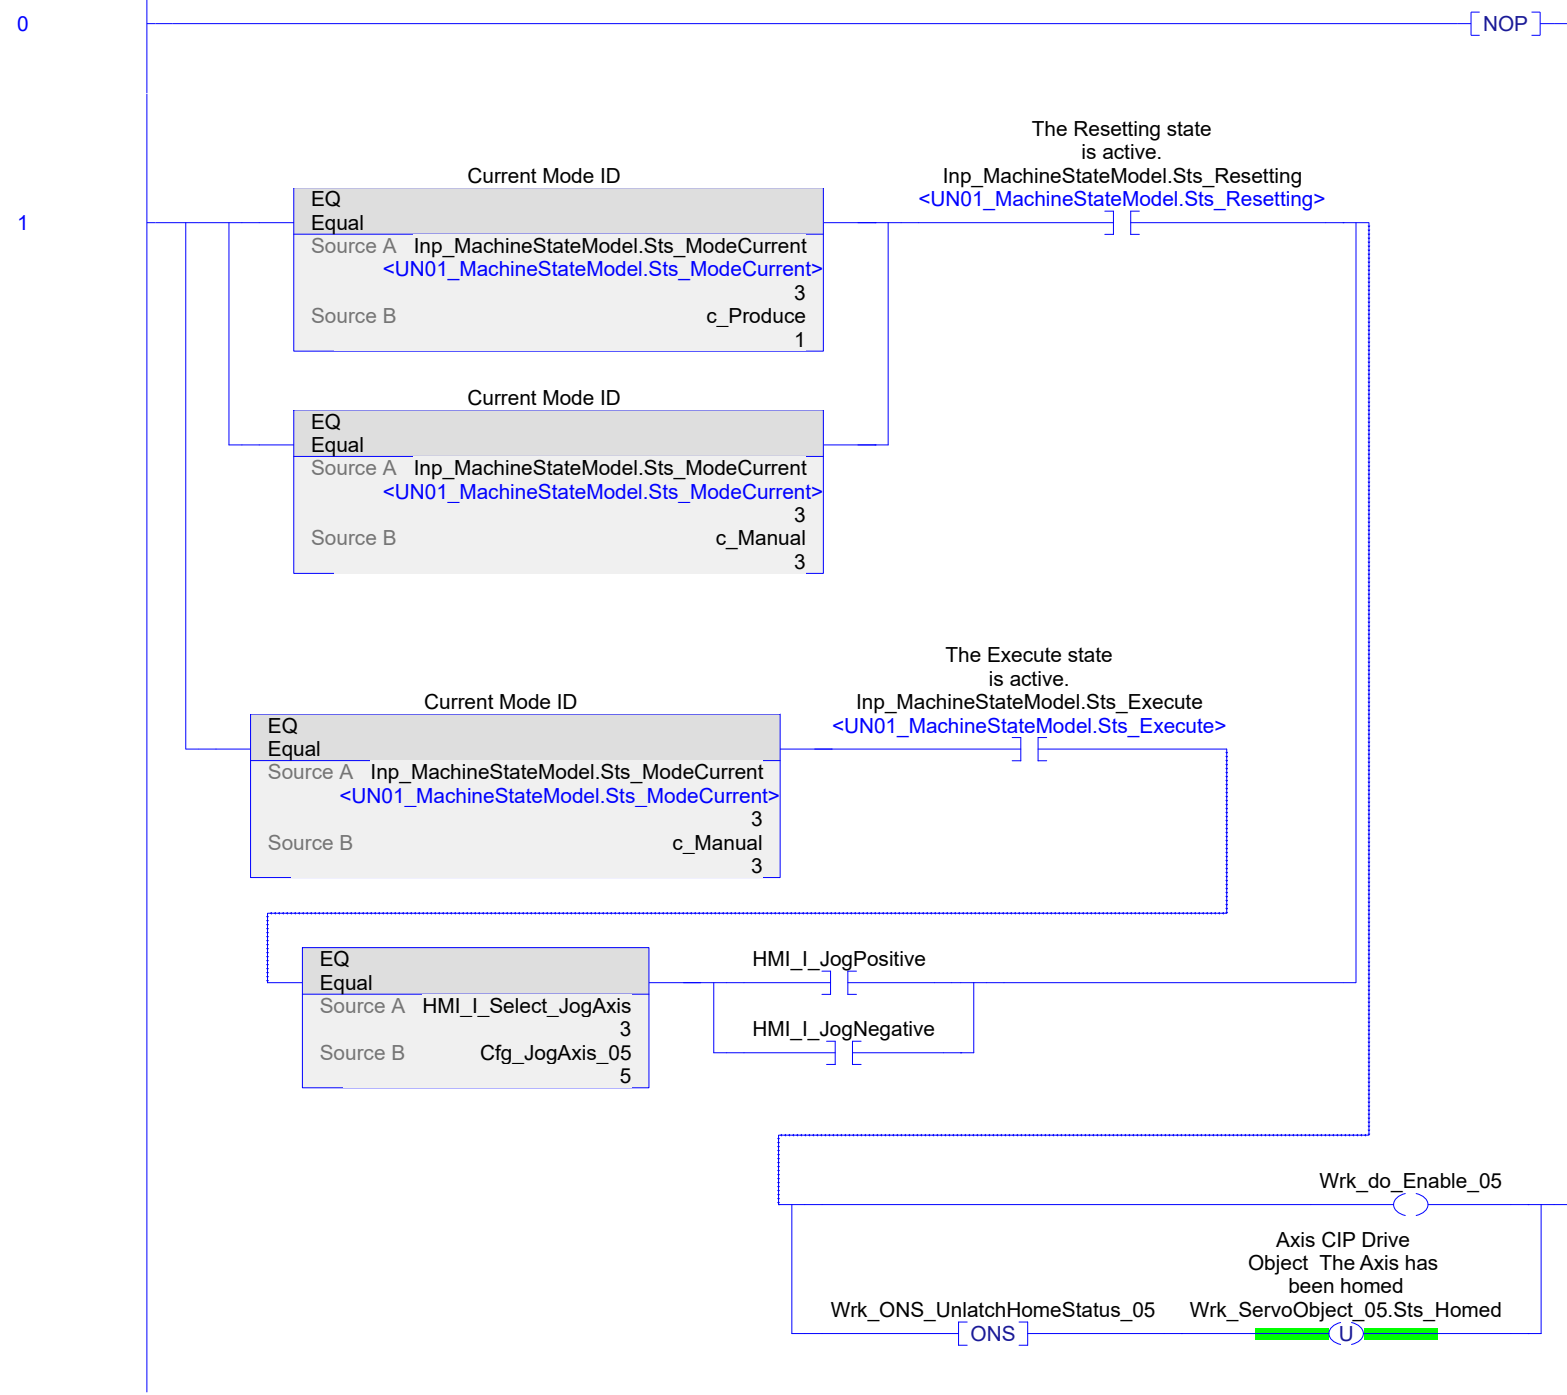 0
NOP
1
The Resetting state
is active.
Inp_MachineStateModel.Sts_Resetting
<UN01_MachineStateModel.Sts_Resetting>
Current Mode ID
EQ
Equal
Source A Inp_MachineStateModel.Sts_ModeCurrent
<UN01_MachineStateModel.Sts_ModeCurrent>
3
Source B c_Produce
1
Current Mode ID
EQ
Equal
Source A Inp_MachineStateModel.Sts_ModeCurrent
<UN01_MachineStateModel.Sts_ModeCurrent>
3
Source B c_Manual
3
The Execute state
is active.
Inp_MachineStateModel.Sts_Execute
<UN01_MachineStateModel.Sts_Execute>
Current Mode ID
EQ
Equal
Source A Inp_MachineStateModel.Sts_ModeCurrent
<UN01_MachineStateModel.Sts_ModeCurrent>
3
Source B c_Manual
3
EQ
Equal
Source A HMI_I_Select_JogAxis
3
Source B Cfg_JogAxis_05
5
HMI_I_JogPositive
HMI_I_JogNegative
Wrk_do_Enable_05
Axis CIP Drive
Object The Axis has
been homed
Wrk_ONS_UnlatchHomeStatus_05 Wrk_ServoObject_05.Sts_Homed
ONS U